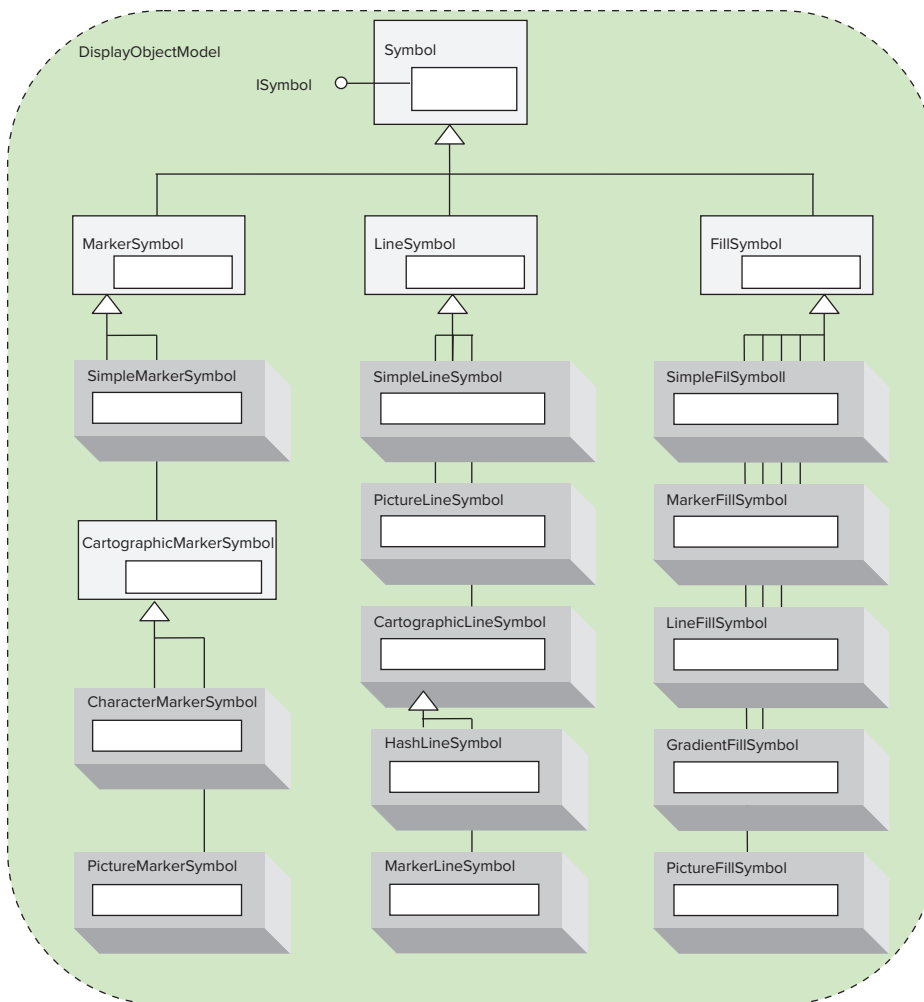 DisplayObjectModel
Symbol
ISymbol
MarkerSymbol
LineSymbol
FillSymbol
SimpleMarkerSymbol
SimpleLineSymbol
SimpleFilSymboll
PictureLineSymbol
MarkerFillSymbol
CartographicMarkerSymbol
CartographicLineSymbol
LineFillSymbol
CharacterMarkerSymbol
HashLineSymbol
GradientFillSymbol
PictureMarkerSymbol
MarkerLineSymbol
PictureFillSymbol